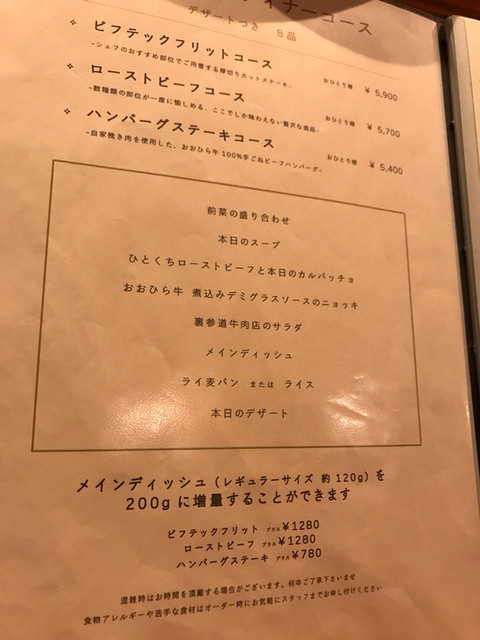 ィナーコース
デザートつき 8品
ビフテックフリットコース
-シェフのおすすめ部位でご用意する厚切りカットステーキ-
おひとり様 ¥ 5,900
ローストビーフコース
-数種類の部位が一度に愉しめる、ここでしか味わえない贅沢な逸品-
おひとり様 ¥ 5,700
ハンバーグステーキコース
-自家挽き肉を使用した、おおひら牛100%手ごねビーフハンバーグ-
おひとり様 ¥ 5,400
前菜の盛り合わせ
本日のスープ
ひとくちローストビーフと本日のカルパッチョ
おおひら牛 煮込みデミグラスソースのニョッキ
裏参道牛肉店のサラダ
メインディッシュ
ライ麦パン または ライス
本日のデザート
メインディッシュ（レギュラーサイズ 約 120g）を
200g に増量することができます
ビフテックフリット プラス¥1280
ローストビーフ プラス¥1280
ハンバーグステーキ プラス¥780
混雑時はお時間を頂戴する場合がございます。何卒ご了承下さいませ
食物アレルギーや苦手な食材はオーダー時にお気軽にスタッフまでお申し付けください